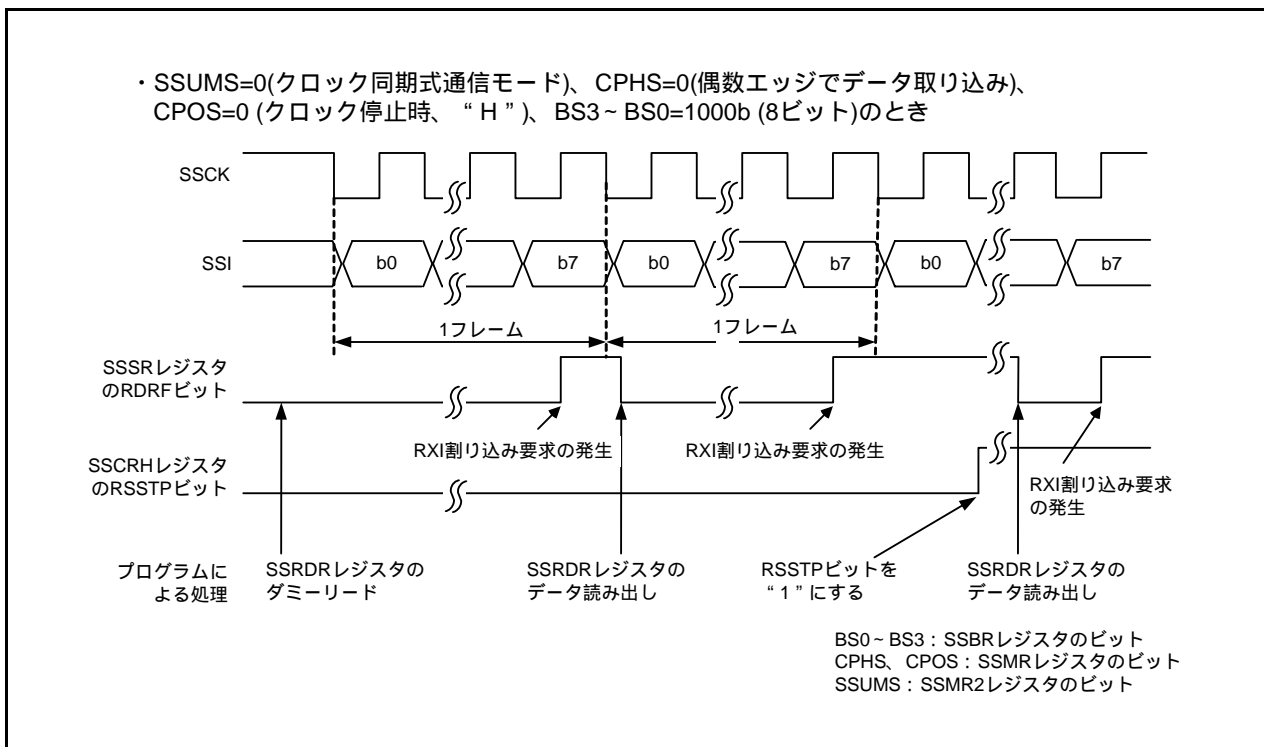 ・SSUMS=0(クロック同期式通信モード)、CPHS=0(偶数エッジでデータ取り込み)、
CPOS=0 (クロック停止時、“H”)、BS3~BS0=1000b (8ビット)のとき
SSCK
SSI
b0
b7
b0
b7
b0
b7
1フレーム
1フレーム
SSSRレジスタ
のRDRFビット
RXI割り込み要求の発生
RXI割り込み要求の発生
SSCRHレジスタ
のRSSTPビット
RXI割り込み要求
の発生
プログラムに
よる処理
SSRDRレジスタの
ダミーリード
SSRDRレジスタの
データ読み出し
RSSTPビットを
“1”にする
SSRDRレジスタの
データ読み出し
BS0~BS3:SSBRレジスタのビット
CPHS、CPOS:SSMRレジスタのビット
SSUMS:SSMR2レジスタのビット